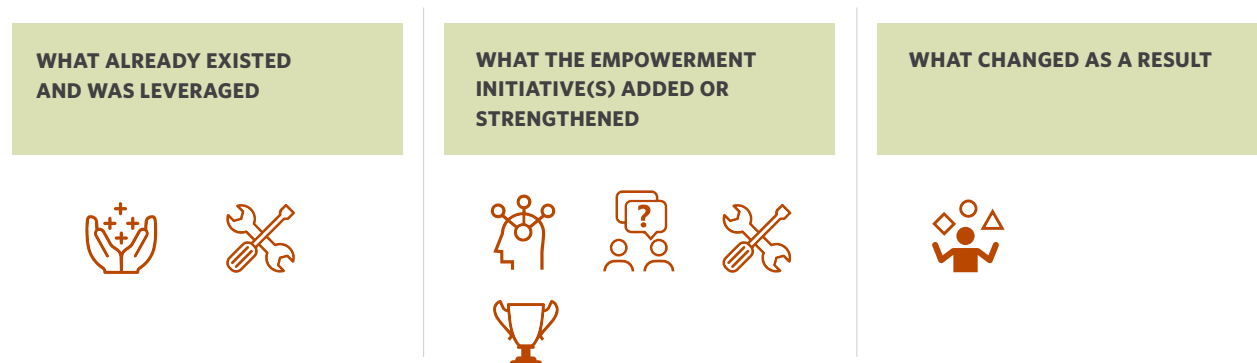 WHAT ALREADY EXISTED
AND WAS LEVERAGED
WHAT THE EMPOWERMENT
INITIATIVE(S) ADDED OR
STRENGTHENED
WHAT CHANGED AS A RESULT
?